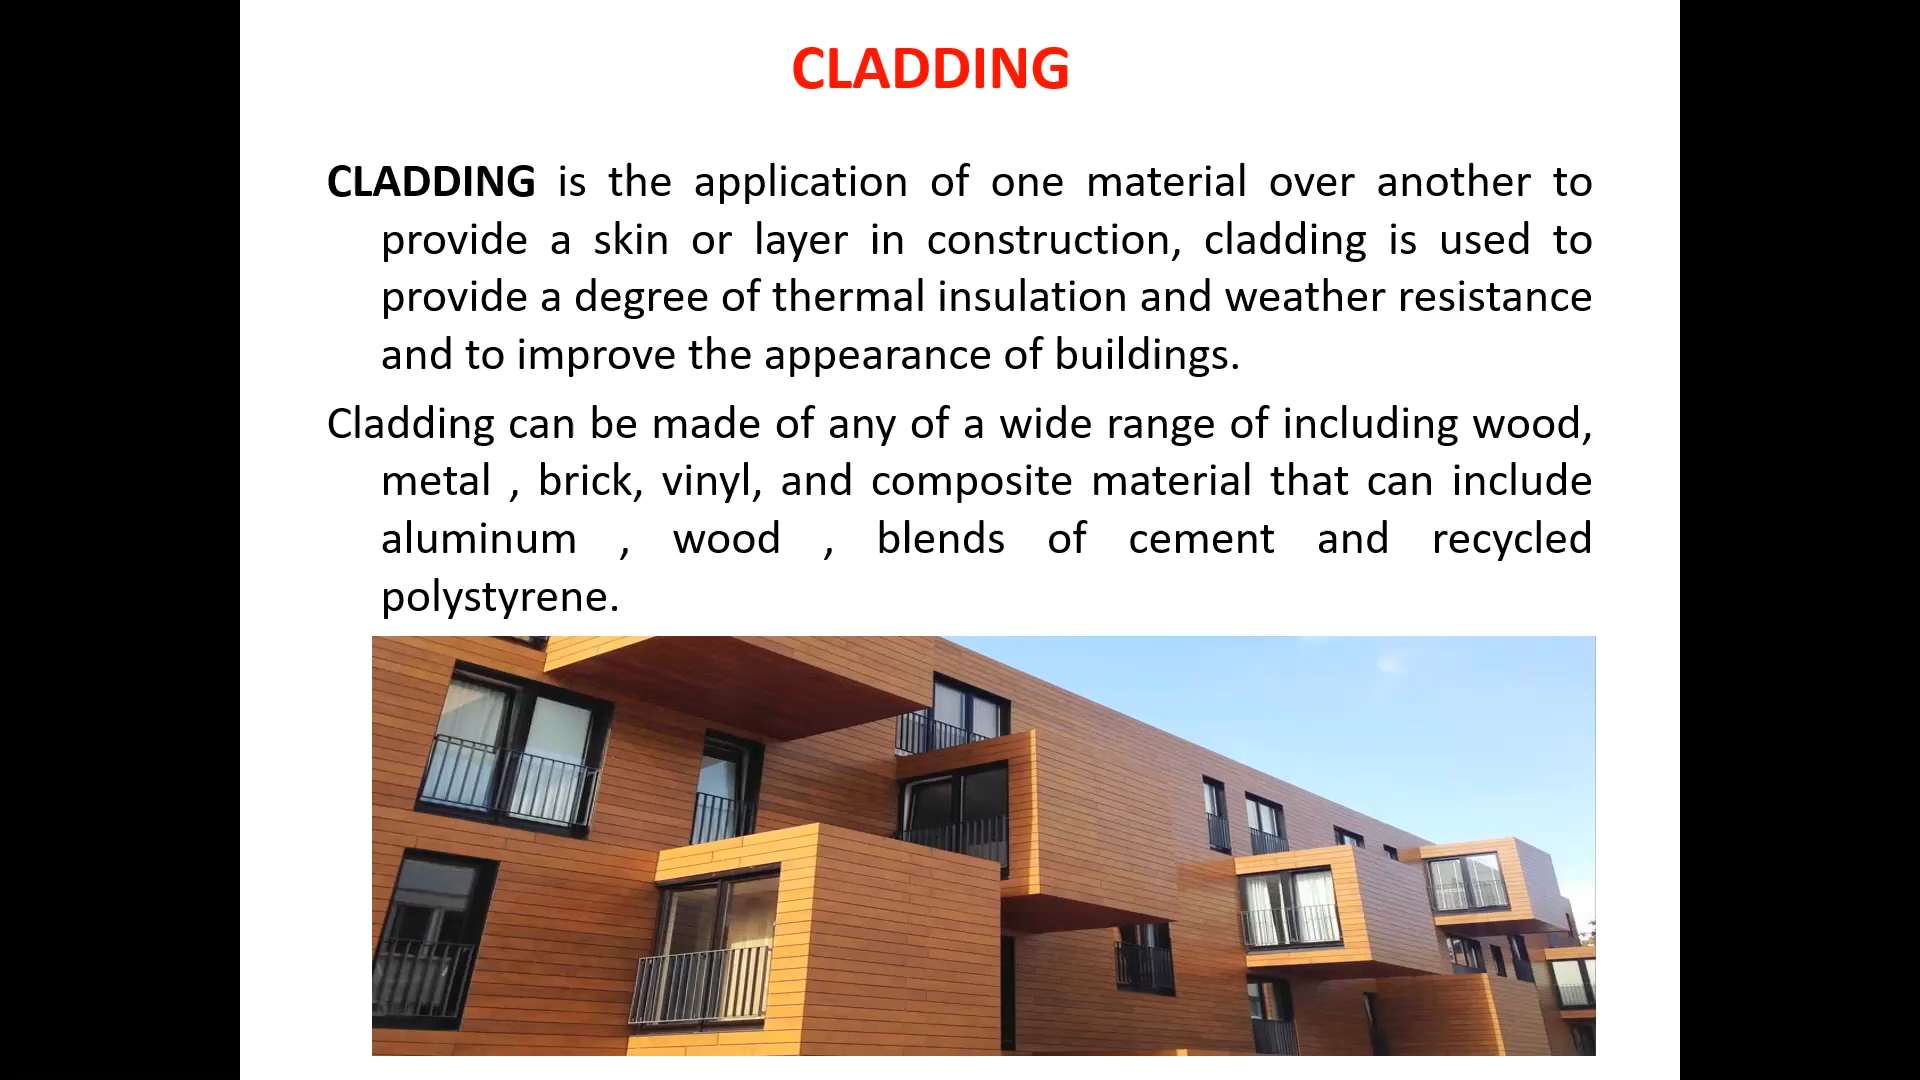 CLADDING
CLADDING is the application of one material over another to
provide a skin or layer in construction, cladding is used to
provide a degree of thermal insulation and weather resistance
and to improve the appearance of buildings.
Cladding can be made of any of a wide range of including wood,
metal , brick, vinyl, and composite material that can include
aluminum , wood , blends of cement and recycled
polystyrene.